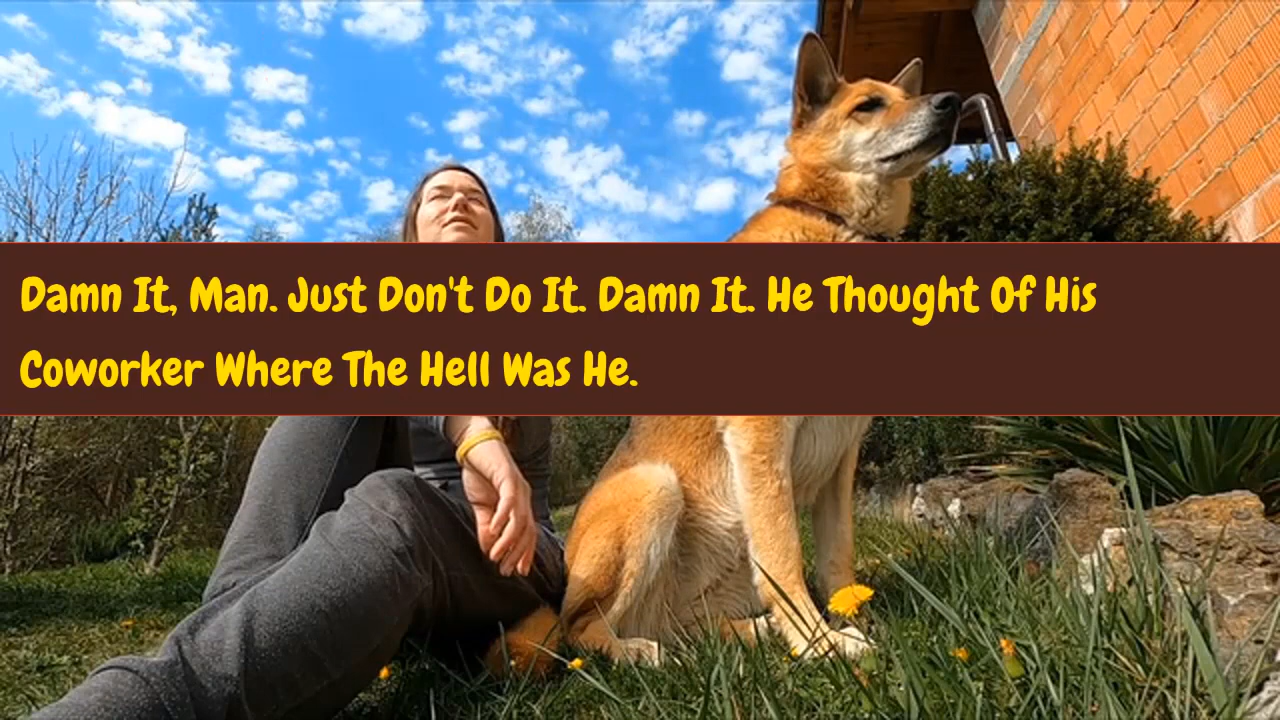 Damn It, Man. Just Don't Do It. Damn It. He Thought Of His
Coworker Where The Hell Was He.